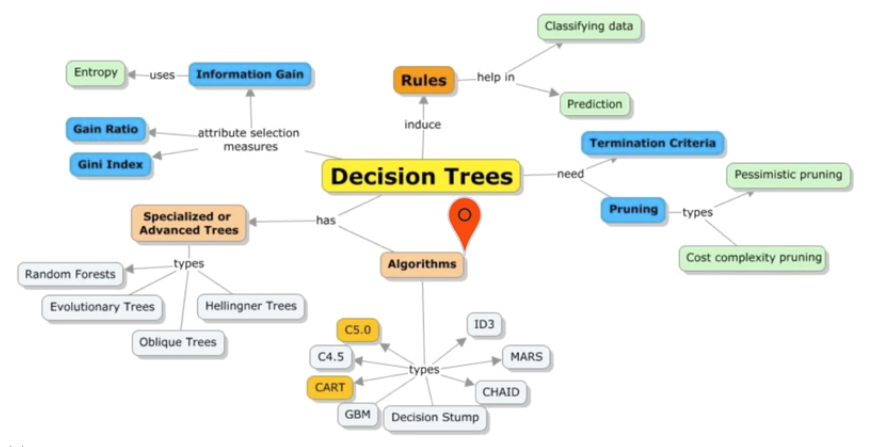 Classifying data
Entropy
uses
Information Gain
Rules
help in
Prediction
Gain Ratio
attribute selection
measures
induce
Gini Index
Termination Criteria
Decision Trees
need
Pessimistic pruning
Specialized or
Advanced Trees
has
Pruning
types
Algorithms
Cost complexity pruning
types
Random Forests
Evolutionary Trees
Hellingner Trees
Oblique Trees
C5.0
ID3
C4.5
MARS
types
CART
CHAID
GBM
Decision Stump